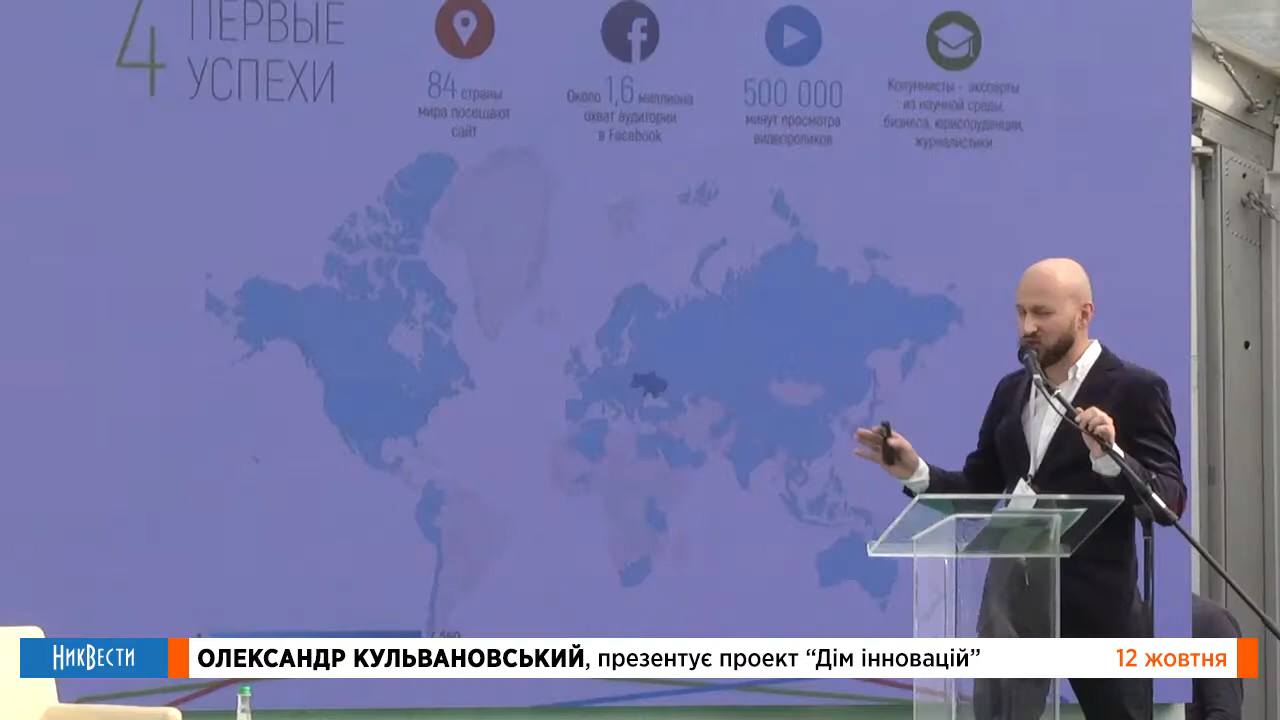 4 ПЕРВЫЕ
УСПЕХИ
84 страны
мира посещают
сайт
Около 1,6 миллиона
охват аудитории
в Facebook
500 000
минут просмотра
видеороликов
Колумнисты - эксперты
из научной среды,
бизнеса, юриспруденции,
журналистики
НикВести
ОЛЕКСАНДР КУЛЬВАНОВСЬКИЙ, презентує проект “Дім інновацій”
12 жовтня